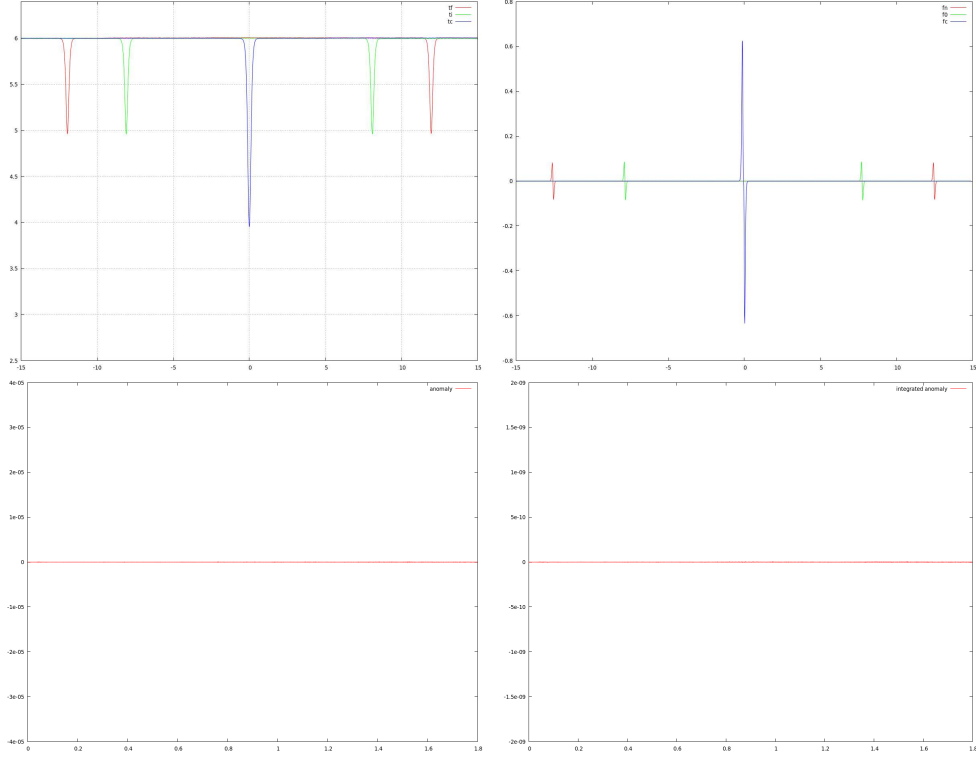 tf
ti
tc
6
5.5
5
4.5
4
3.5
3
2.5
-15 -10 -5 0 5 10 15
fn
f0
fc
0.8
0.6
0.4
0.2
0
-0.2
-0.4
-0.6
-0.8
-15 -10 -5 0 5 10 15
anomaly
4e-05
3e-05
2e-05
1e-05
0
-1e-05
-2e-05
-3e-05
-4e-05
0 0.2 0.4 0.6 0.8 1 1.2 1.4 1.6 1.8
integrated anomaly
2e-09
1.5e-09
1e-09
5e-10
0
-5e-10
-1e-09
-1.5e-09
-2e-09
0 0.2 0.4 0.6 0.8 1 1.2 1.4 1.6 1.8